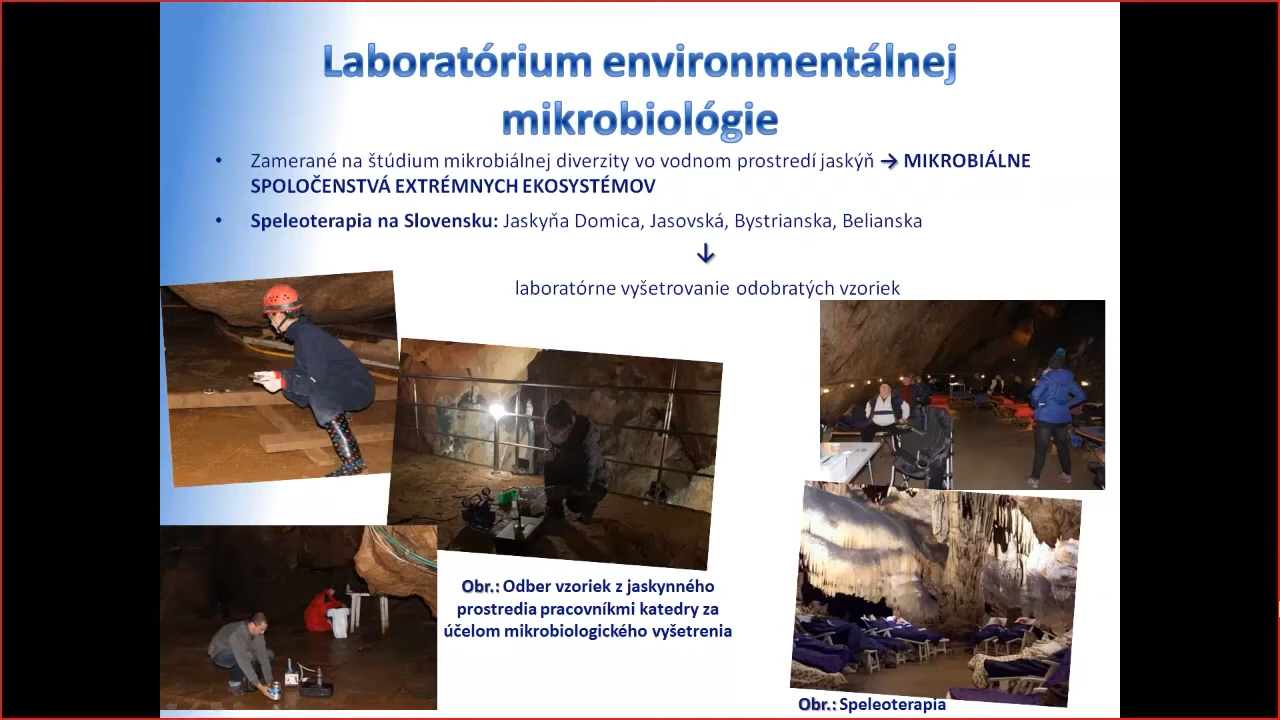 Laboratórium environmentálnej
mikrobiológie
• Zamerané na štúdium mikrobiálnej diverzity vo vodnom prostredí jaskýň → MIKROBIÁLNE
SPOLOČENSTVÁ EXTRÉMNYCH EKOSYSTÉMOV
• Speleoterapia na Slovensku: Jaskyňa Domica, Jasovská, Bystrianska, Belianska
↓
laboratórne vyšetrovanie odobratých vzoriek
Obr.: Odber vzoriek z jaskynného
prostredia pracovníkmi katedry za
účelom mikrobiologického vyšetrenia
Obr.: Speleoterapia